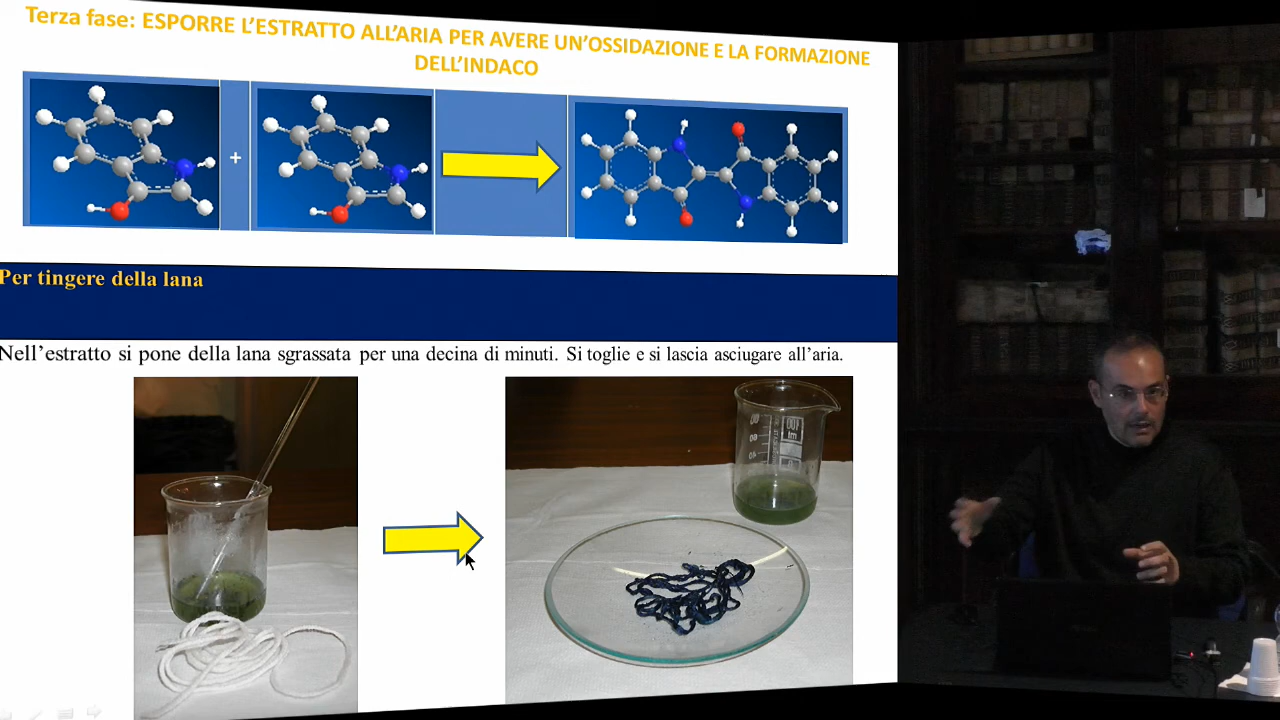 Terza fase: ESPORRE L'ESTRATTO ALL'ARIA PER AVERE UN'OSSIDAZIONE E LA FORMAZIONE
DELL'INDACO
+
Per tingere della lana
Nell'estratto si pone della lana sgrassata per una decina di minuti. Si toglie e si lascia asciugare all'aria.